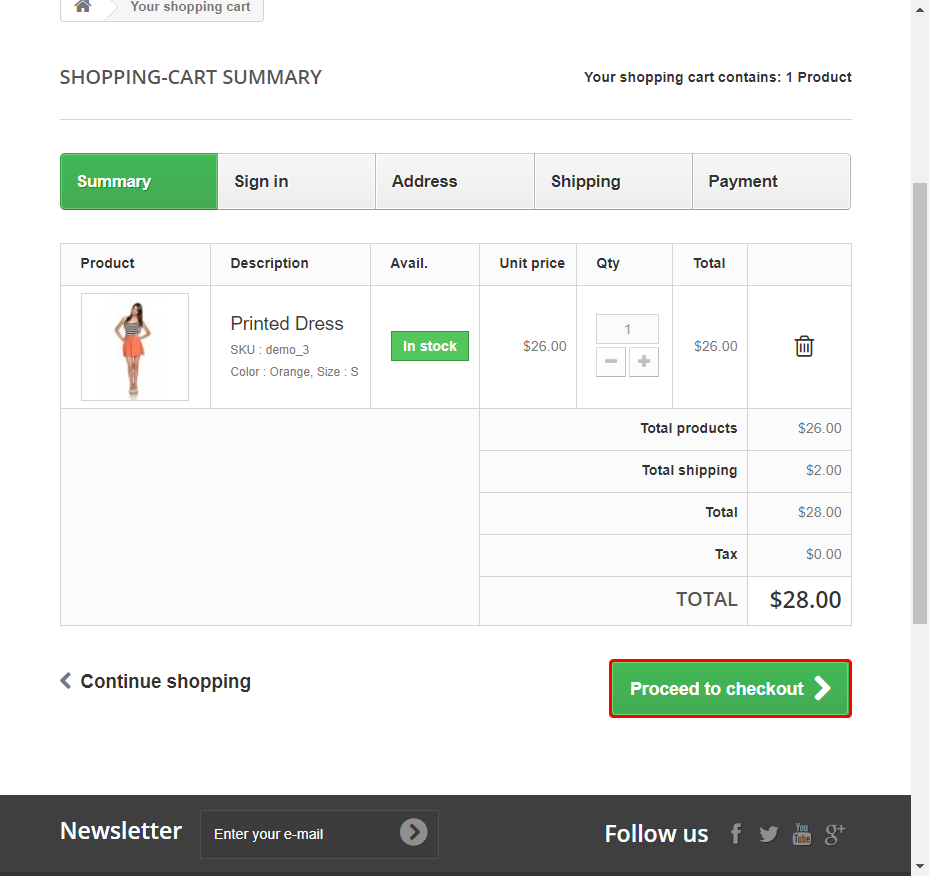 Your shopping cart
SHOPPING-CART SUMMARY
Your shopping cart contains: 1 Product
Summary Sign in Address Shipping Payment
Product Description Avail. Unit price Qty Total
Printed Dress
SKU : demo_3
Color : Orange, Size : S
In stock
$26.00
1
$26.00
Total products $26.00
Total shipping $2.00
Total $28.00
Tax $0.00
TOTAL $28.00
Continue shopping
Proceed to checkout
Newsletter
Enter your e-mail
Follow us
You
Tube